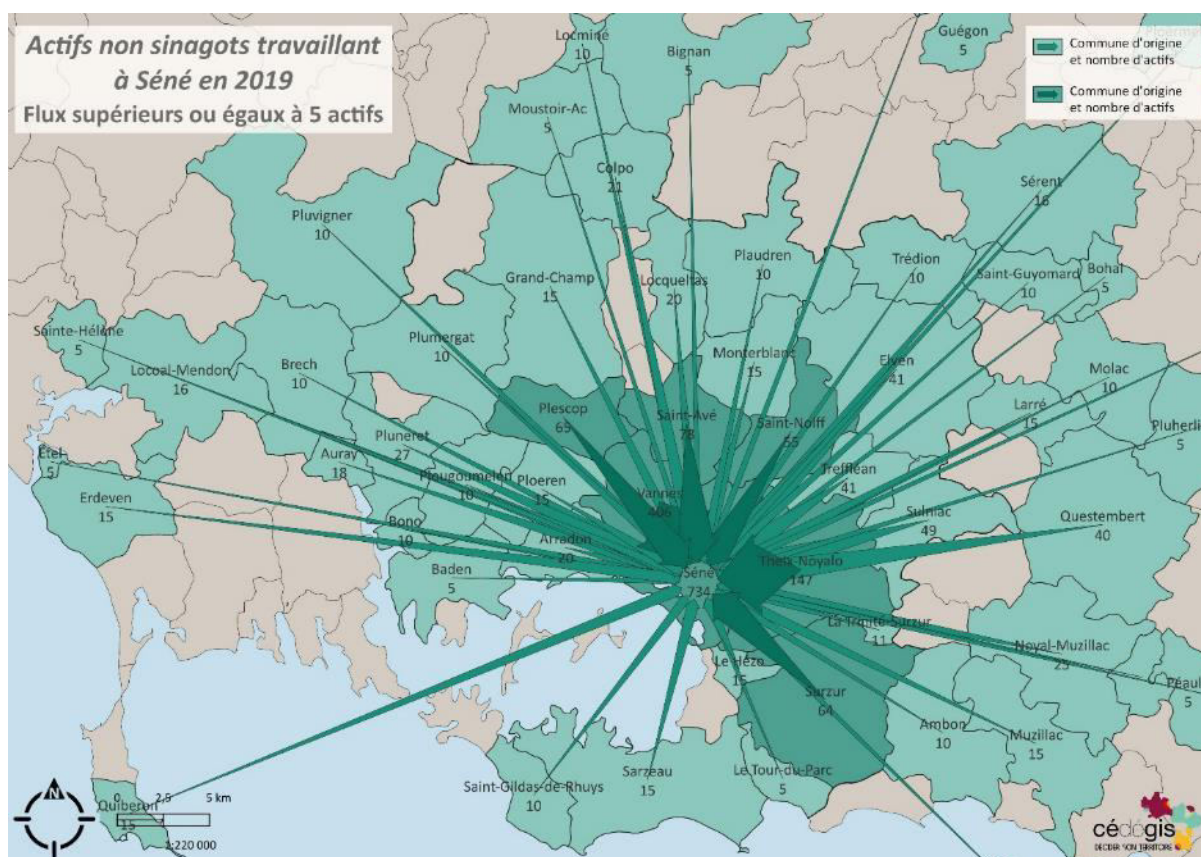 Actifs non sinagots travaillant
à Séné en 2019
Flux supérieurs ou égaux à 5 actifs
Commune d'origine
et nombre d'actifs
Commune d'origine
et nombre d'actifs
Locminé
10
Bignan
5
Guégon
5
Moustoir-Ac
5
Colpo
21
Sérent
16
Pluvigner
10
Grand-Champ
15
Locqueltas
20
Plaudren
10
Trédion
10
Saint-Guyomard
10
Bohal
5
Sainte-Hélène
5
Locoal-Mendon
16
Brech
10
Plumergat
10
Monterblanc
15
Elven
41
Molac
10
Larré
15
Pluherlin
5
Plescop
65
Saint-Avé
78
Saint-Nolff
55
Pluneret
27
Auray
18
Plougoumelen
10
Ploeren
15
Vannes
406
Treffléan
41
Sulniac
49
Questembert
40
Étel
5
Erdeven
15
Bono
10
Arradon
20
Baden
5
Séné
734
Theix-Noyalo
147
La Trinité-Surzur
11
Noyal-Muzillac
25
Péaule
5
Le Hézo
15
Surzur
64
Ambon
10
Muzillac
15
Saint-Gildas-de-Rhuys
10
Sarzeau
15
Le Tour-du-Parc
5
Quiberon
15
N
0 2,5 5 km
1:220 000
cédégis
DÉCIDER SON TERRITOIRE